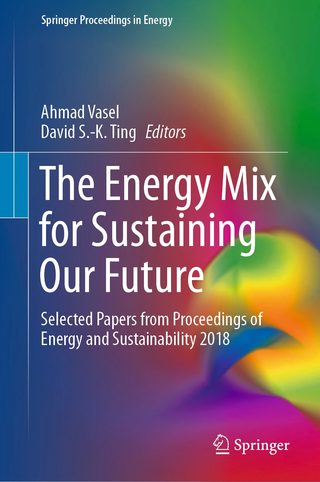 Springer Proceedings in Energy
Ahmad Vasel
David S.-K. Ting Editors
The Energy Mix
for Sustaining
Our Future
Selected Papers from Proceedings of
Energy and Sustainability 2018
Springer